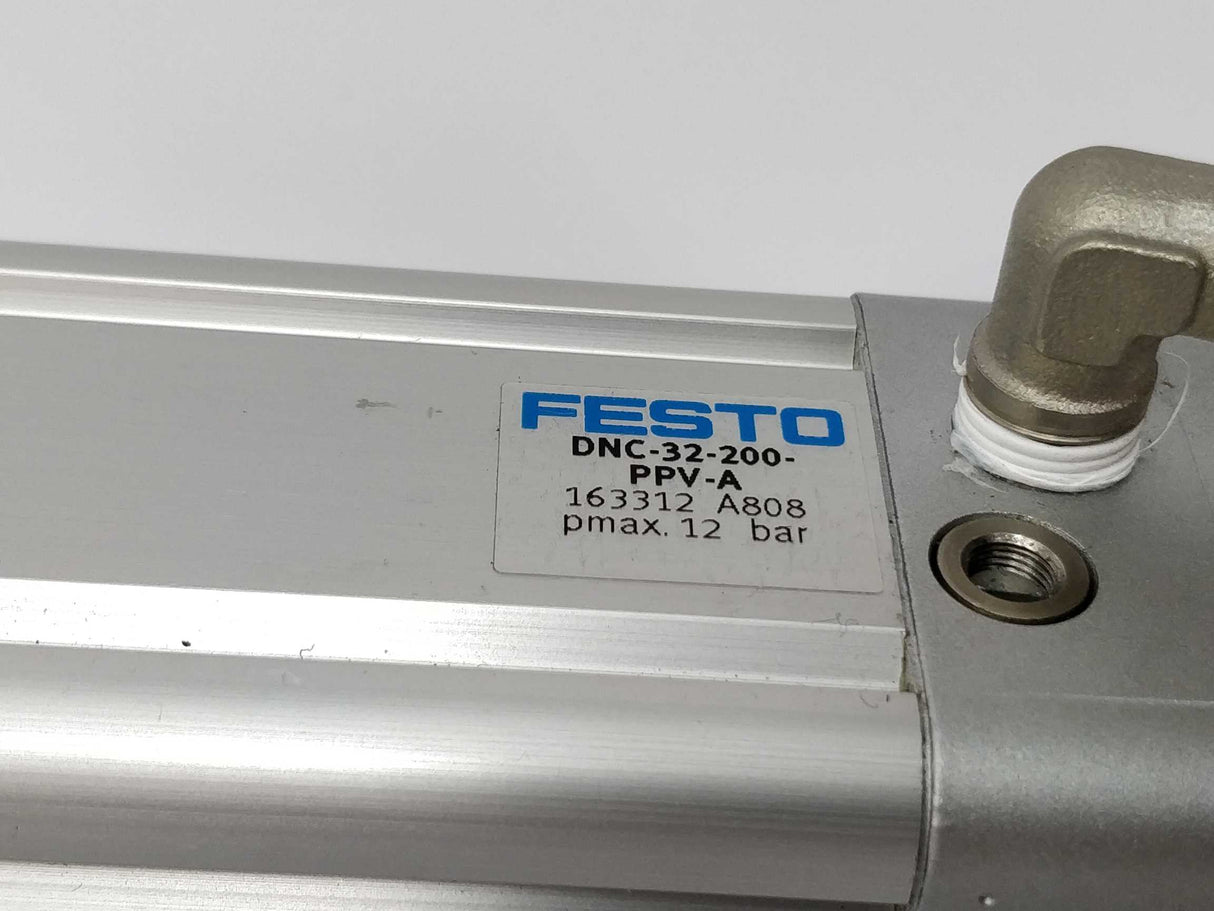 FESTO
DNC-32-200-
PPV-A
163312 A808
pmax. 12 bar